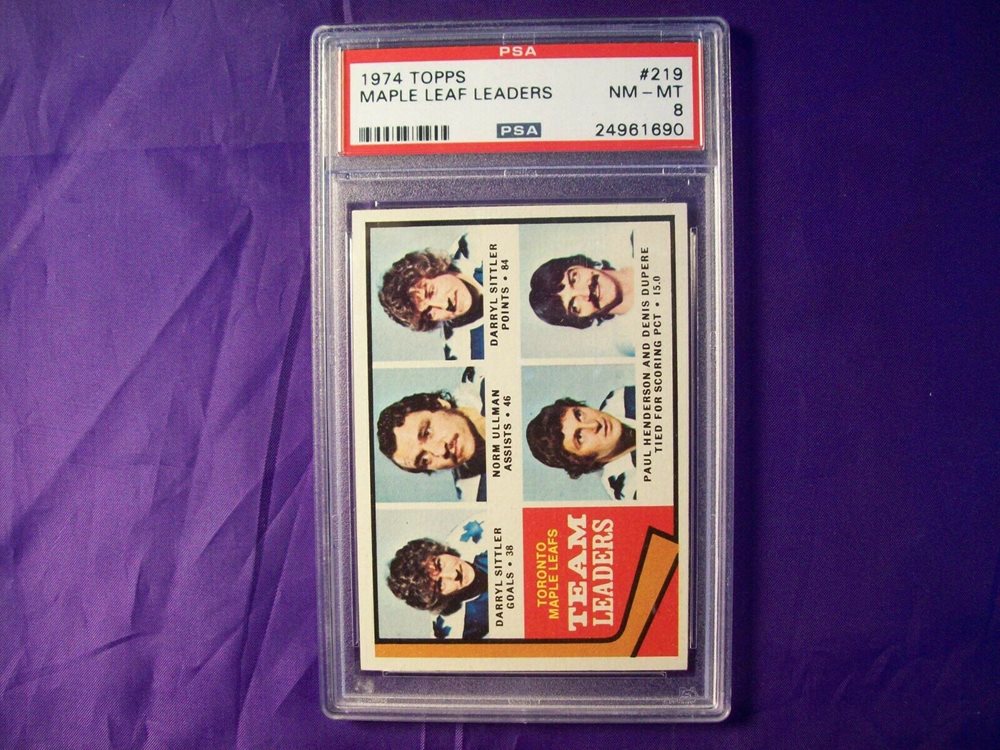 PSA
1974 TOPPS #219
MAPLE LEAF LEADERS NM - MT
8
PSA 24961690
DARRYL SITTLER
GOALS • 38
NORM ULLMAN
ASSISTS • 46
DARRYL SITTLER
POINTS • 84
TORONTO
MAPLE LEAFS
TEAM
LEADERS
PAUL HENDERSON AND DENIS DUPERE
TIED FOR SCORING PCT • 15.0